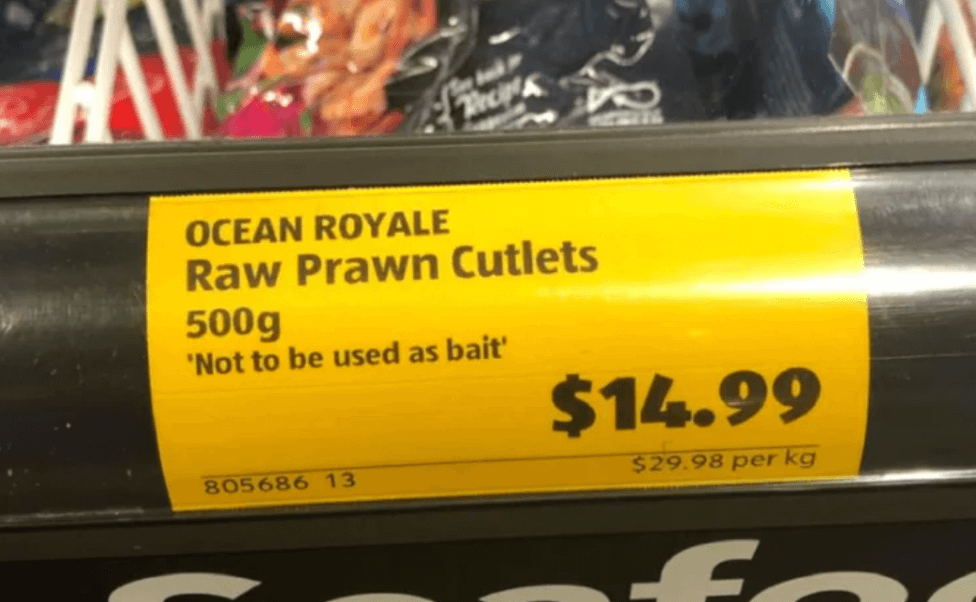 Recipe
OCEAN ROYALE
Raw Prawn Cutlets
500g
'Not to be used as bait'
$14.99
$29.98 per kg
805686 13